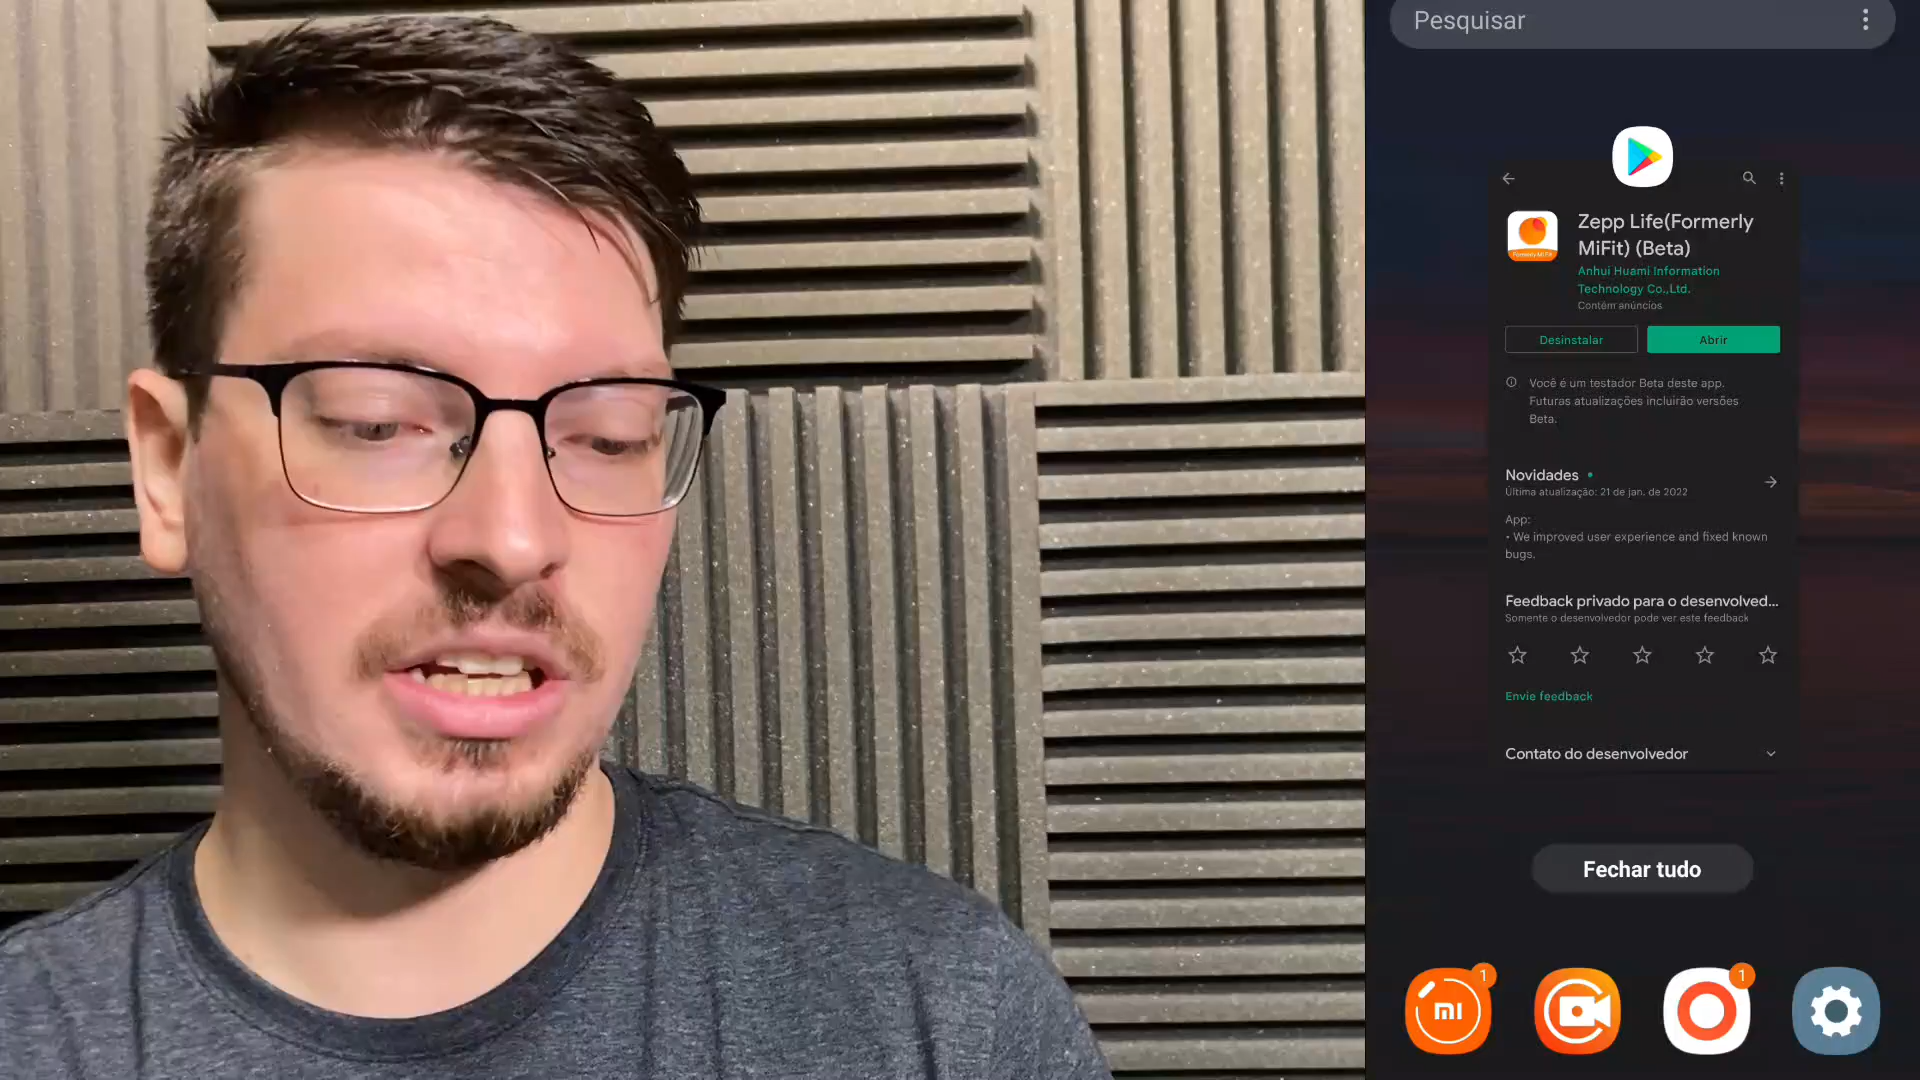 Pesquisar
Zepp Life(Formerly
MiFit) (Beta)
Anhui Huami Information
Technology Co.,Ltd.
Contém anúncios
Formerly MiFit
Desinstalar
Abrir
Você é um testador Beta deste app.
Futuras atualizações incluirão versões
Beta.
Novidades
Última atualização: 21 de jan. de 2022
App:
• We improved user experience and fixed known
bugs.
Feedback privado para o desenvolved...
Somente o desenvolvedor pode ver este feedback
Envie feedback
Contato do desenvolvedor
Fechar tudo
1
1
mi